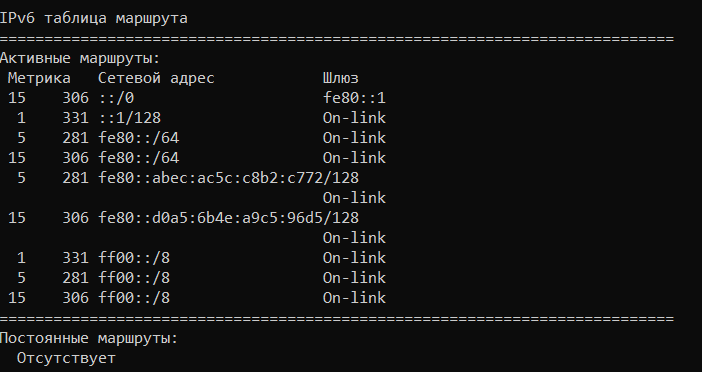 IPv6 таблица маршрута
===========================================================================
Активные маршруты:
 Метрика   Сетевой адрес            Шлюз
 15    306 ::/0                     fe80::1
  1    331 ::1/128                  On-link
  5    281 fe80::/64                On-link
 15    306 fe80::/64                On-link
  5    281 fe80::abec:ac5c:c8b2:c772/128
                                    On-link
 15    306 fe80::d0a5:6b4e:a9c5:96d5/128
                                    On-link
  1    331 ff00::/8                 On-link
  5    281 ff00::/8                 On-link
 15    306 ff00::/8                 On-link
===========================================================================
Постоянные маршруты:
  Отсутствует